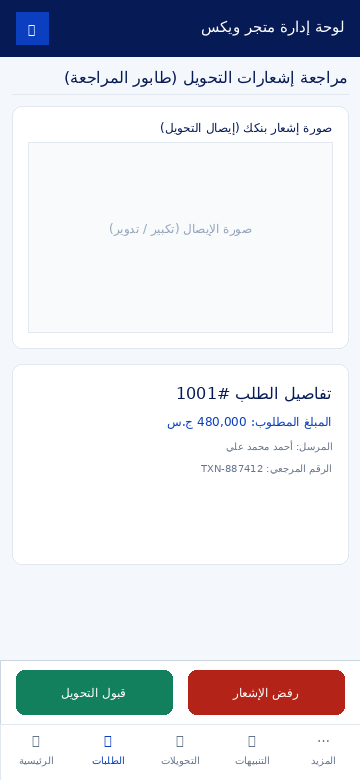 لوحة إدارة متجر ويكس
مراجعة إشعارات التحويل (طابور المراجعة)
صورة إشعار بنكك (إيصال التحويل)
صورة الإيصال (تكبير / تدوير)
تفاصيل الطلب #1001
المبلغ المطلوب: 480,000 ج.س
المرسل: أحمد محمد علي
الرقم المرجعي: TXN-887412
رفض الإشعار
قبول التحويل
المزيد
التنبيهات
التحويلات
الطلبات
الرئيسية